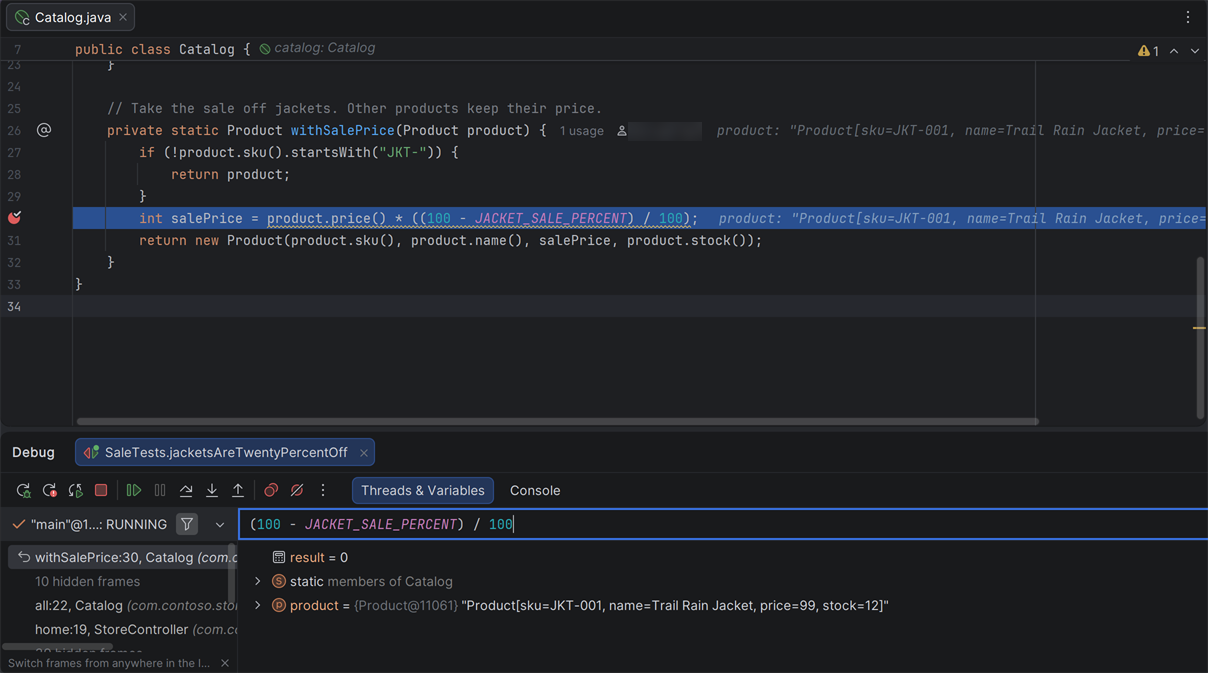 Catalog.java
7 public class Catalog { catalog: Catalog
1
23 }
24
25 // Take the sale off jackets. Other products keep their price.
26 private static Product withSalePrice(Product product) { 1 usage product: "Product[sku=JKT-001, name=Trail Rain Jacket, price=
27 if (!product.sku().startsWith("JKT-")) {
28 return product;
29 }
int salePrice = product.price() * ((100 - JACKET_SALE_PERCENT) / 100); product: "Product[sku=JKT-001, name=Trail Rain Jacket, price=
31 return new Product(product.sku(), product.name(), salePrice, product.stock());
32 }
33 }
34
Debug SaleTests.jacketsAreTwentyPercentOff
Threads & Variables Console
"main"@1...: RUNNING
(100 - JACKET_SALE_PERCENT) / 100
withSalePrice:30, Catalog (com.c
result = 0
10 hidden frames
static members of Catalog
all:22, Catalog (com.contoso.stor
product = {Product@11061} "Product[sku=JKT-001, name=Trail Rain Jacket, price=99, stock=12]"
home:19, StoreController (com.co
Switch frames from anywhere in the I...